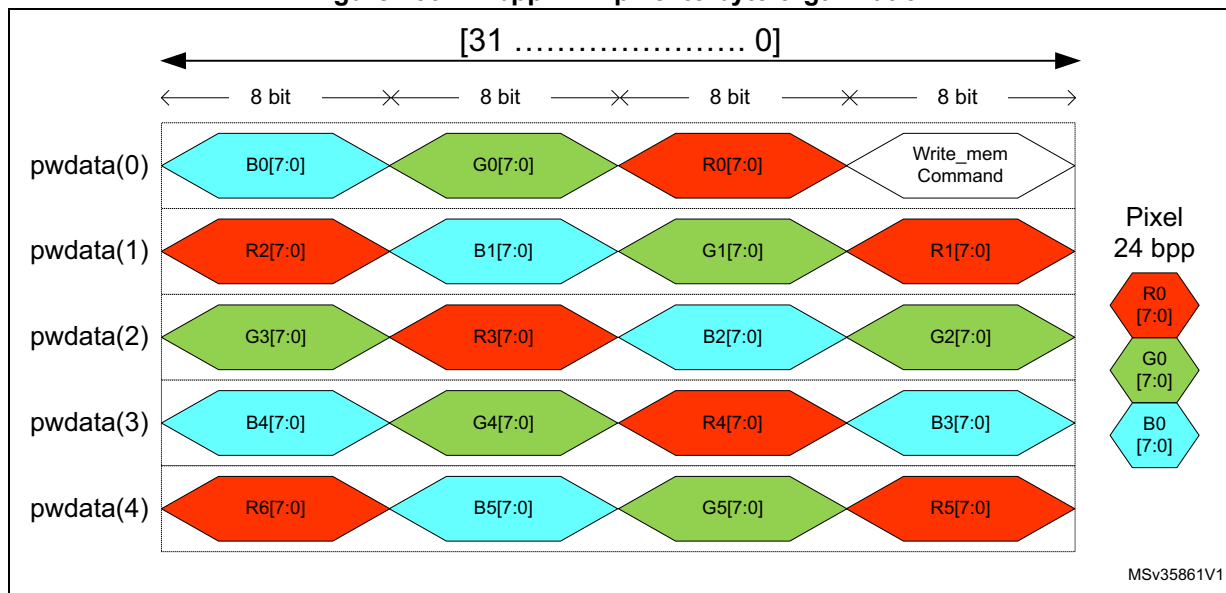 [31 ........................ 0]
8 bit 8 bit 8 bit 8 bit
pwdata(0) B0[7:0] G0[7:0] R0[7:0] Write_mem
Command
pwdata(1) R2[7:0] B1[7:0] G1[7:0] R1[7:0]
pwdata(2) G3[7:0] R3[7:0] B2[7:0] G2[7:0]
pwdata(3) B4[7:0] G4[7:0] R4[7:0] B3[7:0]
pwdata(4) R6[7:0] B5[7:0] G5[7:0] R5[7:0]
Pixel
24 bpp
R0
[7:0]
G0
[7:0]
B0
[7:0]
MSv35861V1